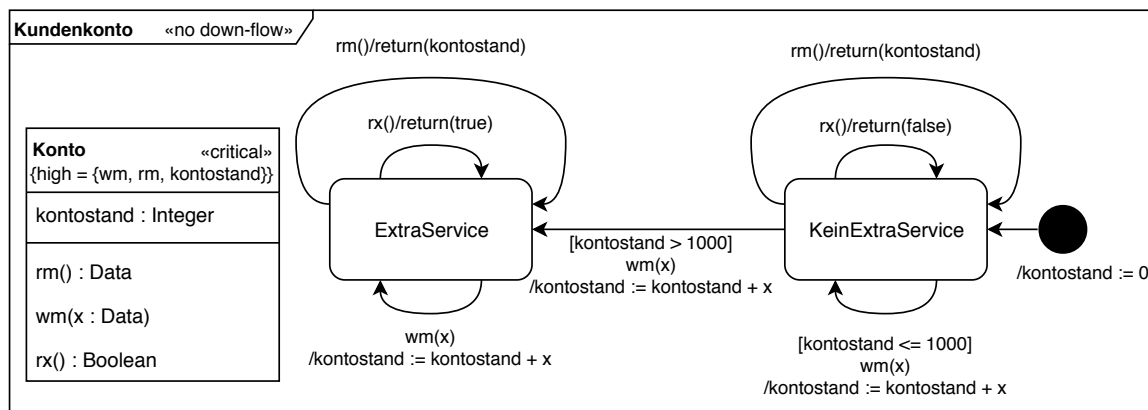 Kundenkonto «no down-flow»
Konto «critical»
{high = {wm, rm, kontostand}}
kontostand : Integer
rm() : Data
wm(x : Data)
rx() : Boolean
rm()/return(kontostand)
rx()/return(true)
ExtraService
wm(x)
/kontostand := kontostand + x
[kontostand > 1000]
wm(x)
/kontostand := kontostand + x
rm()/return(kontostand)
rx()/return(false)
KeinExtraService
[kontostand <= 1000]
wm(x)
/kontostand := kontostand + x
/kontostand := 0